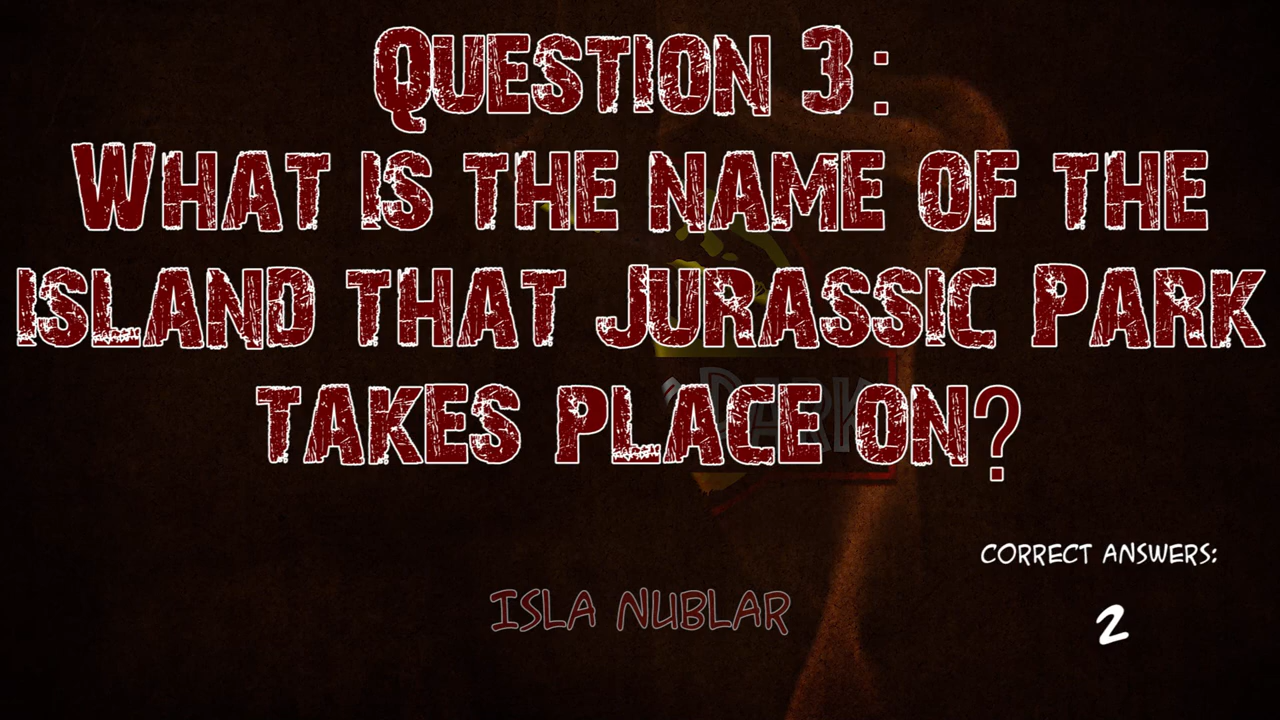 Question 3:
What is the name of the
island that Jurassic Park
takes place on?
PARK
CORRECT ANSWERS:
ISLA NUBLAR
2